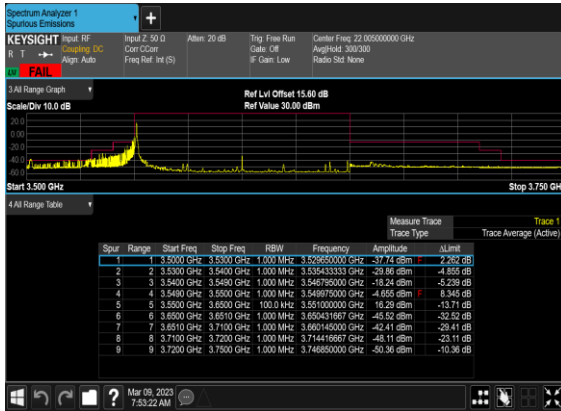 Spectrum Analyzer 1
Spurious Emissions
KEYSIGHT Input: RF Input Z: 50 Ω Atten: 20 dB Trig: Free Run Center Freq: 22.005000000 GHz
R T Coupling: DC Corr CCorr Gate: Off Avg|Hold: 300/300
Align: Auto Freq Ref: Int (S) IF Gain: Low Radio Std: None
LXI FAIL
3 All Range Graph
Ref Lvl Offset 15.60 dB
Scale/Div 10.0 dB Ref Value 30.00 dBm
20.0
0.00
-20.0
-40.0
-60.0
Start 3.500 GHz Stop 3.750 GH
4 All Range Table
Measure Trace Trace 1
Trace Type Trace Average (Active)
Spur Range Start Freq Stop Freq RBW Frequency Amplitude ΔLimit
1 1 3.5000 GHz 3.5300 GHz 1.000 MHz 3.529650000 GHz -37.74 dBm F 2.262 dB
2 2 3.5300 GHz 3.5400 GHz 1.000 MHz 3.535433333 GHz -29.86 dBm -4.855 dB
3 3 3.5400 GHz 3.5490 GHz 1.000 MHz 3.546795000 GHz -18.24 dBm -5.239 dB
4 4 3.5490 GHz 3.5500 GHz 1.000 MHz 3.549975000 GHz -4.655 dBm F 8.345 dB
5 5 3.5500 GHz 3.6500 GHz 100.0 kHz 3.551000000 GHz 16.29 dBm -13.71 dB
6 6 3.6500 GHz 3.6510 GHz 1.000 MHz 3.650431667 GHz -45.52 dBm -32.52 dB
7 7 3.6510 GHz 3.7100 GHz 1.000 MHz 3.660145000 GHz -42.41 dBm -29.41 dB
8 8 3.7100 GHz 3.7200 GHz 1.000 MHz 3.714416667 GHz -48.11 dBm -23.11 dB
9 9 3.7200 GHz 3.7500 GHz 1.000 MHz 3.746850000 GHz -50.36 dBm -10.36 dB
Mar 09, 2023
7:53:22 AM